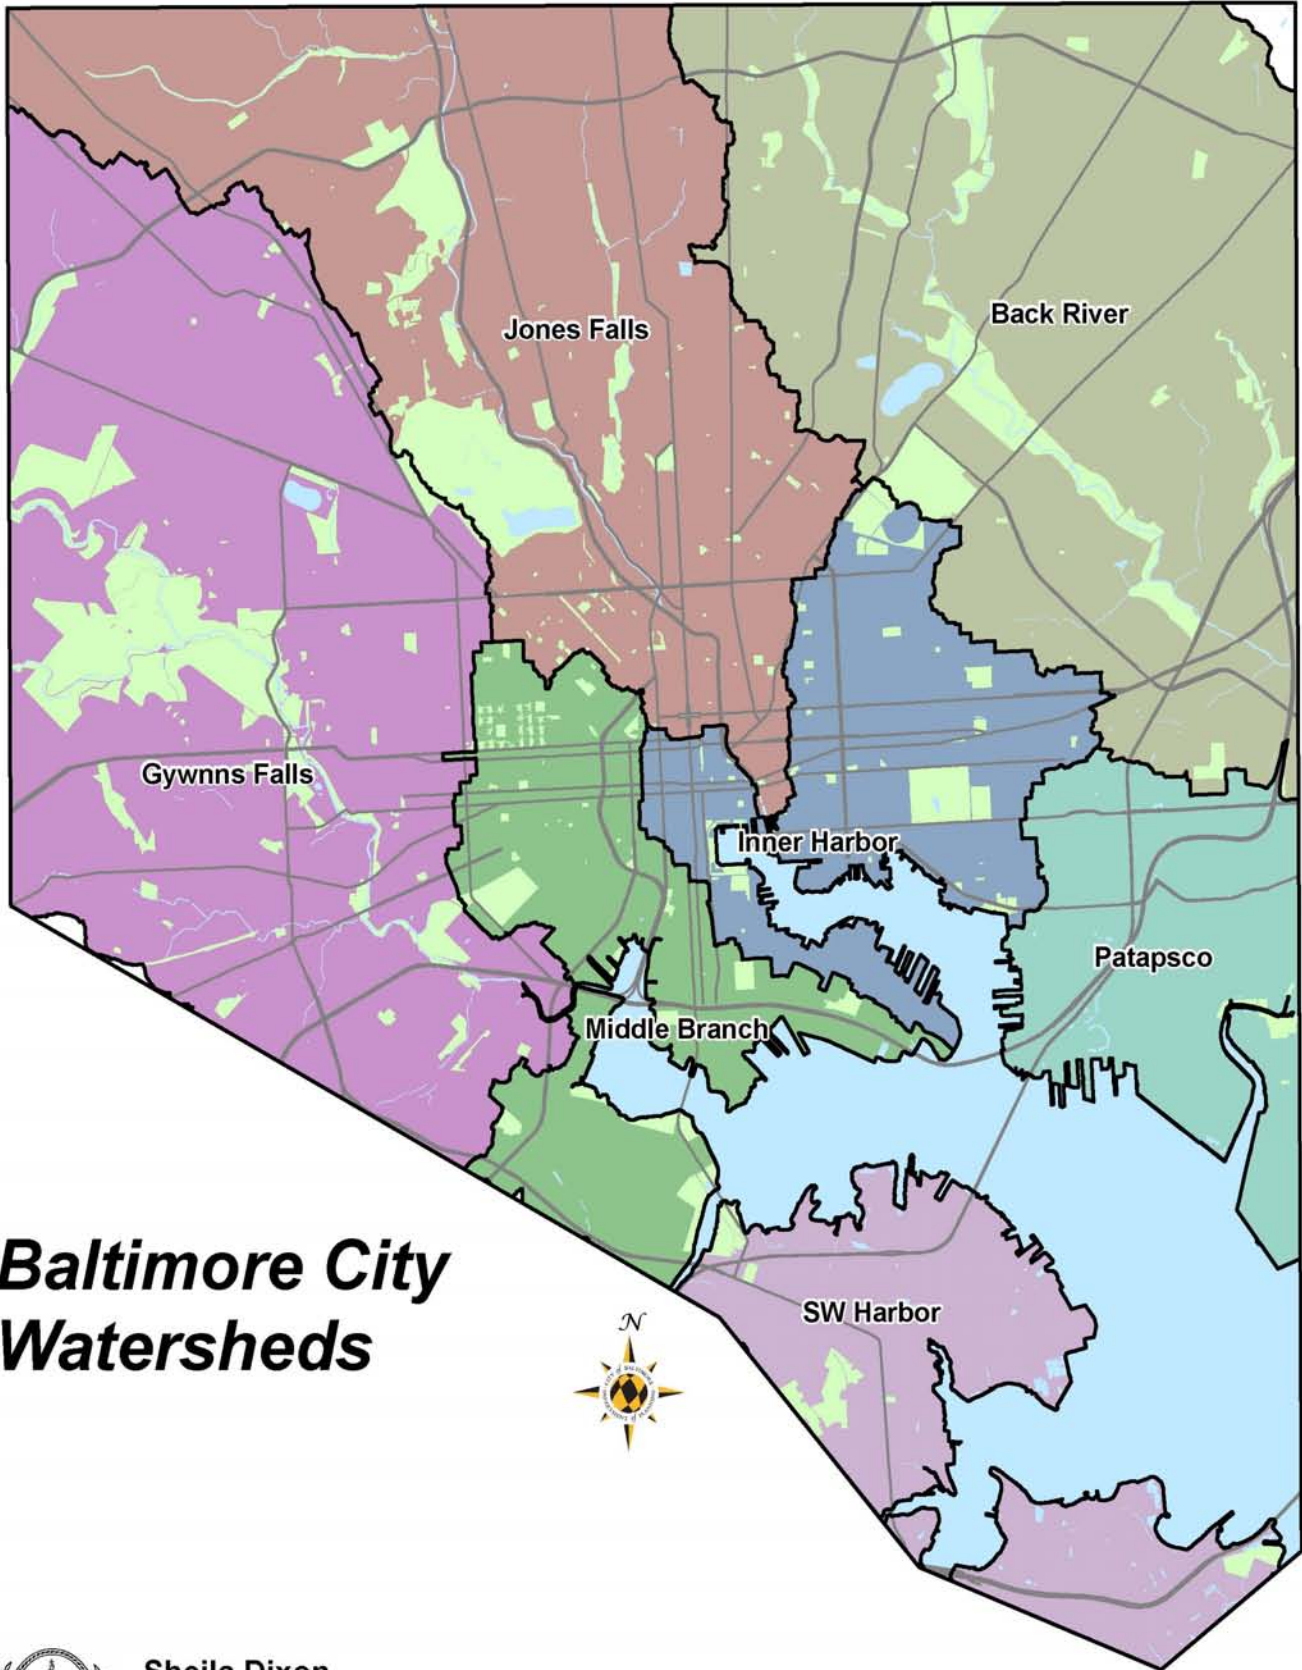 Jones Falls
Back River
Gywnns Falls
Inner Harbor
Patapsco
Middle Branch
Baltimore City
Watersheds
SW Harbor
N
Sheila Dixon